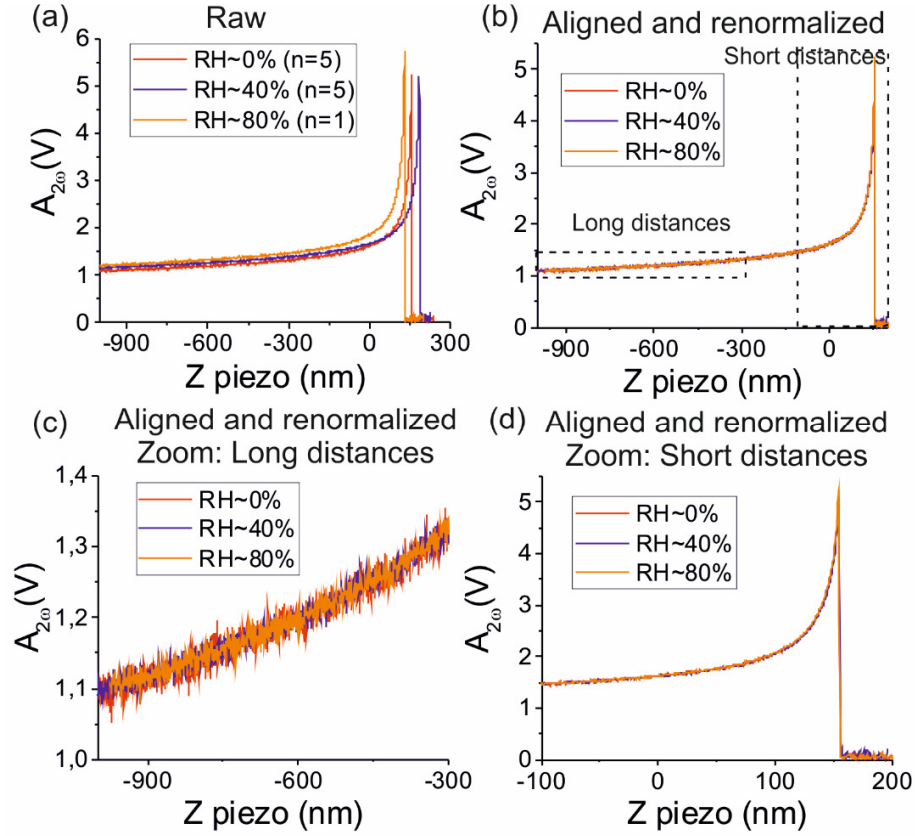 (a)
Raw
A2ω(V)
6
5
4
3
2
1
0
RH~0% (n=5)
RH~40% (n=5)
RH~80% (n=1)
-900
-600
-300
0
300
Z piezo (nm)
(b)
Aligned and renormalized
Short distances
A2ω(V)
5
4
3
2
1
0
RH~0%
RH~40%
RH~80%
Long distances
-900
-600
-300
0
Z piezo (nm)
(c)
Aligned and renormalized
Zoom: Long distances
A2ω(V)
1,4
1,3
1,2
1,1
1,0
RH~0%
RH~40%
RH~80%
-900
-600
-300
Z piezo (nm)
(d)
Aligned and renormalized
Zoom: Short distances
A2ω(V)
5
4
3
2
1
0
RH~0%
RH~40%
RH~80%
-100
0
100
200
Z piezo (nm)